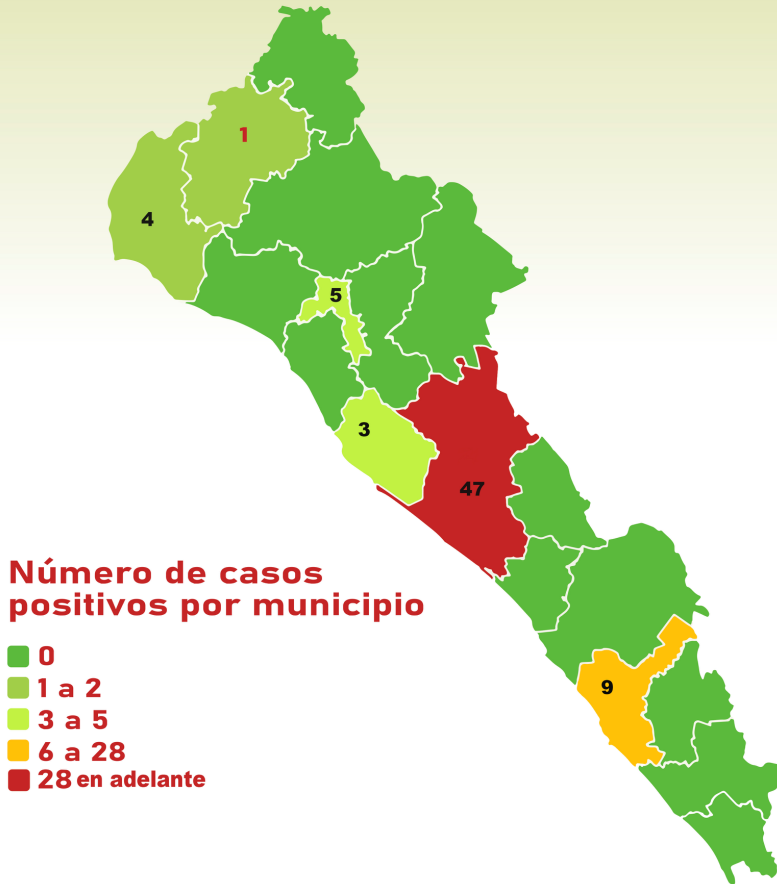 1
4
5
3
47
9
Número de casos
positivos por municipio
0
1 a 2
3 a 5
6 a 28
28 en adelante